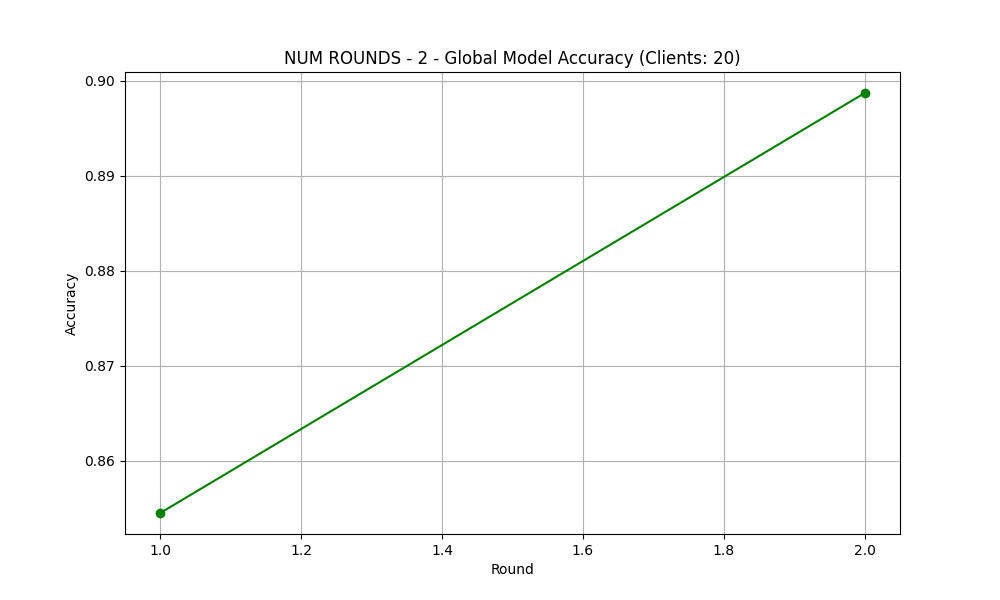 NUM ROUNDS - 2 - Global Model Accuracy (Clients: 20)
0.90
0.89
0.88
0.87
0.86
Accuracy
1.0 1.2 1.4 1.6 1.8 2.0
Round